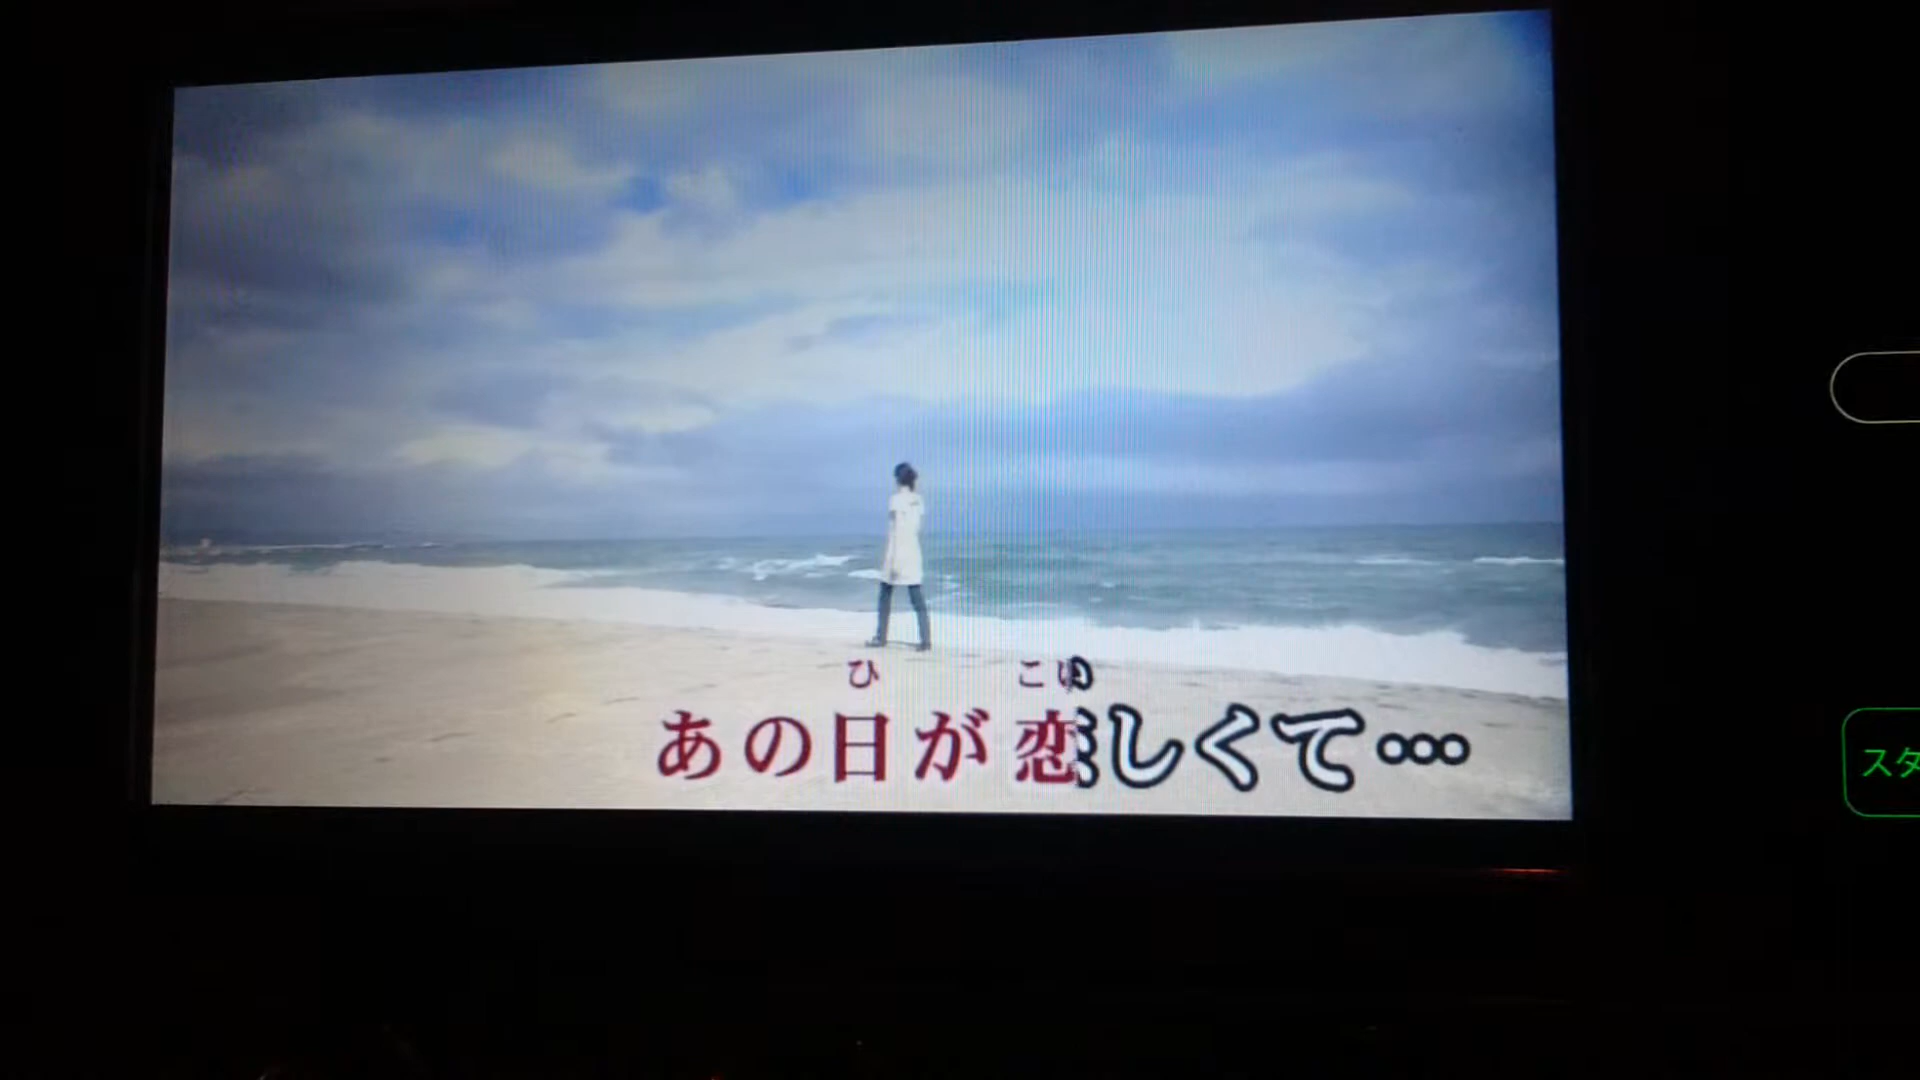 ひ こい
あの日が 恋しくて…
スタ